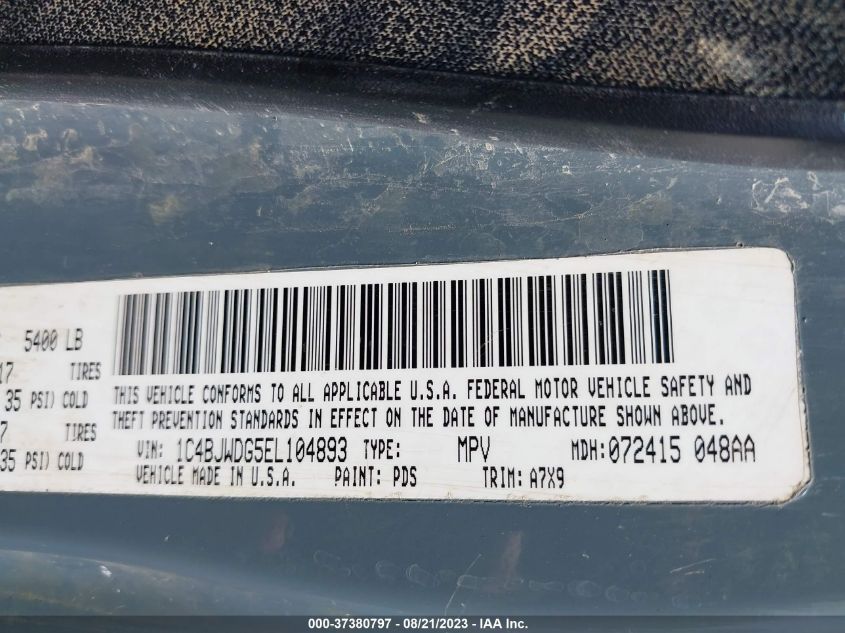 5400 LB
17 TIRES
35 PSI) COLD
7 TIRES
35 PSI) COLD
THIS VEHICLE CONFORMS TO ALL APPLICABLE U.S.A. FEDERAL MOTOR VEHICLE SAFETY AND
THEFT PREVENTION STANDARDS IN EFFECT ON THE DATE OF MANUFACTURE SHOWN ABOVE.
VIN: 1C4BJWDG5EL104893 TYPE: MPV MDH:072415 048AA
VEHICLE MADE IN U.S.A. PAINT: PDS TRIM: A7X9
000-37380797 - 08/21/2023 - IAA Inc.